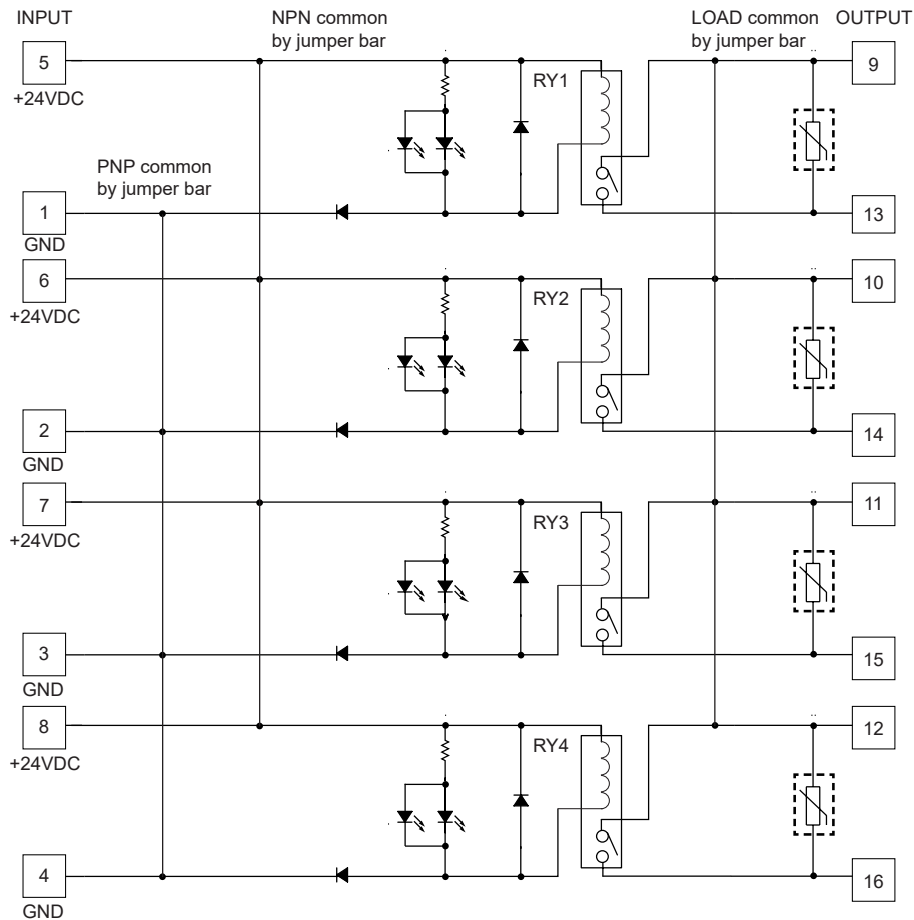 INPUT
NPN common
by jumper bar
LOAD common
by jumper bar
OUTPUT
5
+24VDC
RY1
9
PNP common
by jumper bar
1
GND
13
6
+24VDC
RY2
10
2
GND
14
7
+24VDC
RY3
11
3
GND
15
8
+24VDC
RY4
12
4
GND
16